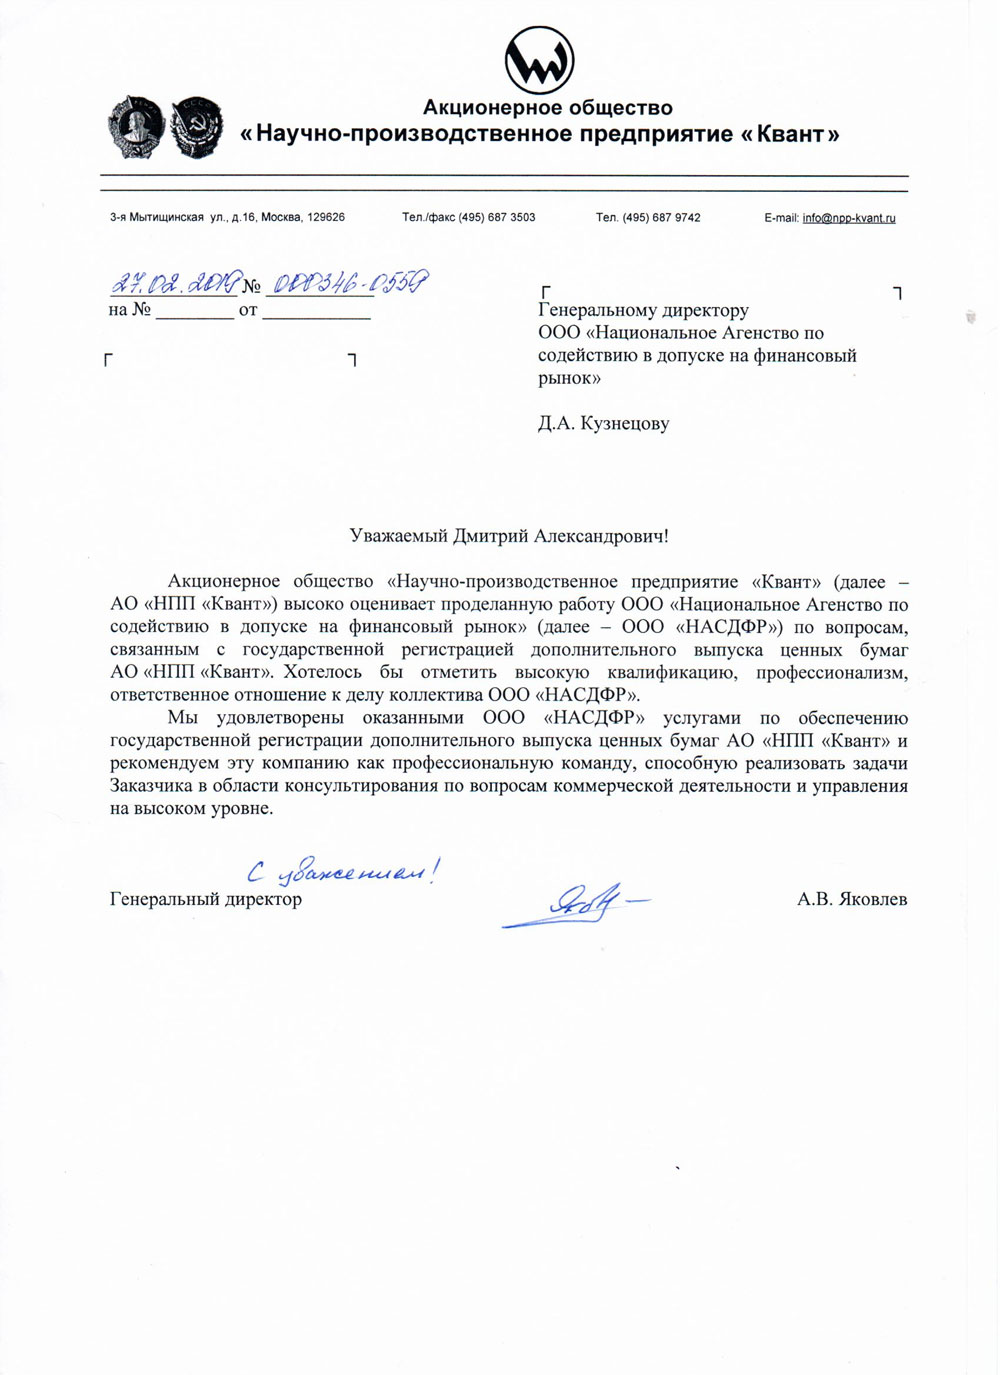 Акционерное общество
«Научно-производственное предприятие «Квант»
3-я Мытищинская ул., д.16, Москва, 129626 Тел./факс (495) 687 3503 Тел. (495) 687 9742 E-mail: info@npp-kvant.ru
27.02.2019 № 000346-0559
на № ________ от ___________
Генеральному директору
ООО «Национальное Агенство по
содействию в допуске на финансовый
рынок»
Д.А. Кузнецову
Уважаемый Дмитрий Александрович!
Акционерное общество «Научно-производственное предприятие «Квант» (далее –
АО «НПП «Квант») высоко оценивает проделанную работу ООО «Национальное Агенство по
содействию в допуске на финансовый рынок» (далее – ООО «НАСДФР») по вопросам,
связанным с государственной регистрацией дополнительного выпуска ценных бумаг
АО «НПП «Квант». Хотелось бы отметить высокую квалификацию, профессионализм,
ответственное отношение к делу коллектива ООО «НАСДФР».
Мы удовлетворены оказанными ООО «НАСДФР» услугами по обеспечению
государственной регистрации дополнительного выпуска ценных бумаг АО «НПП «Квант» и
рекомендуем эту компанию как профессиональную команду, способную реализовать задачи
Заказчика в области консультирования по вопросам коммерческой деятельности и управления
на высоком уровне.
С уважением!
Генеральный директор А.В. Яковлев